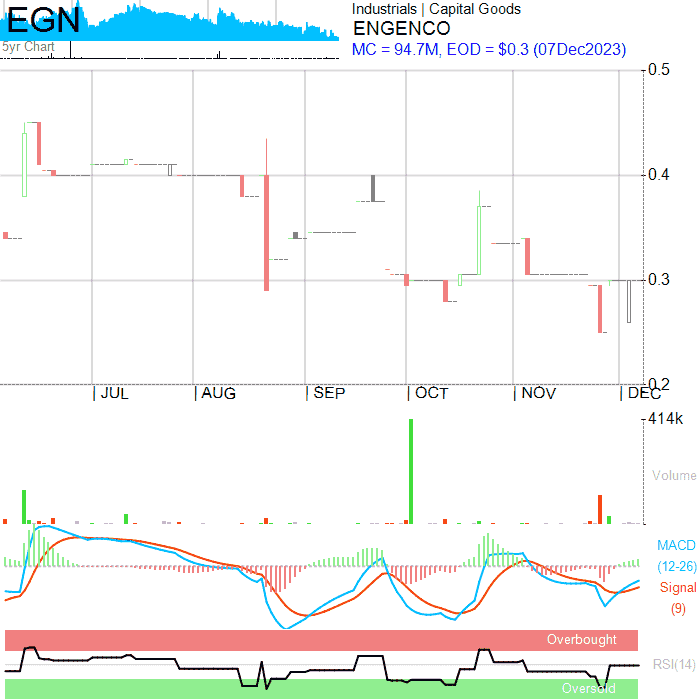 EGN
5yr Chart
Industrials | Capital Goods
ENGENCO
MC = 94.7M, EOD = $0.3 (07Dec2023)
0.5
0.4
0.3
0.2
JUL
AUG
SEP
OCT
NOV
DEC
414k
Volume
MACD
(12-26)
Signal
(9)
Overbought
RSI(14)
Oversold